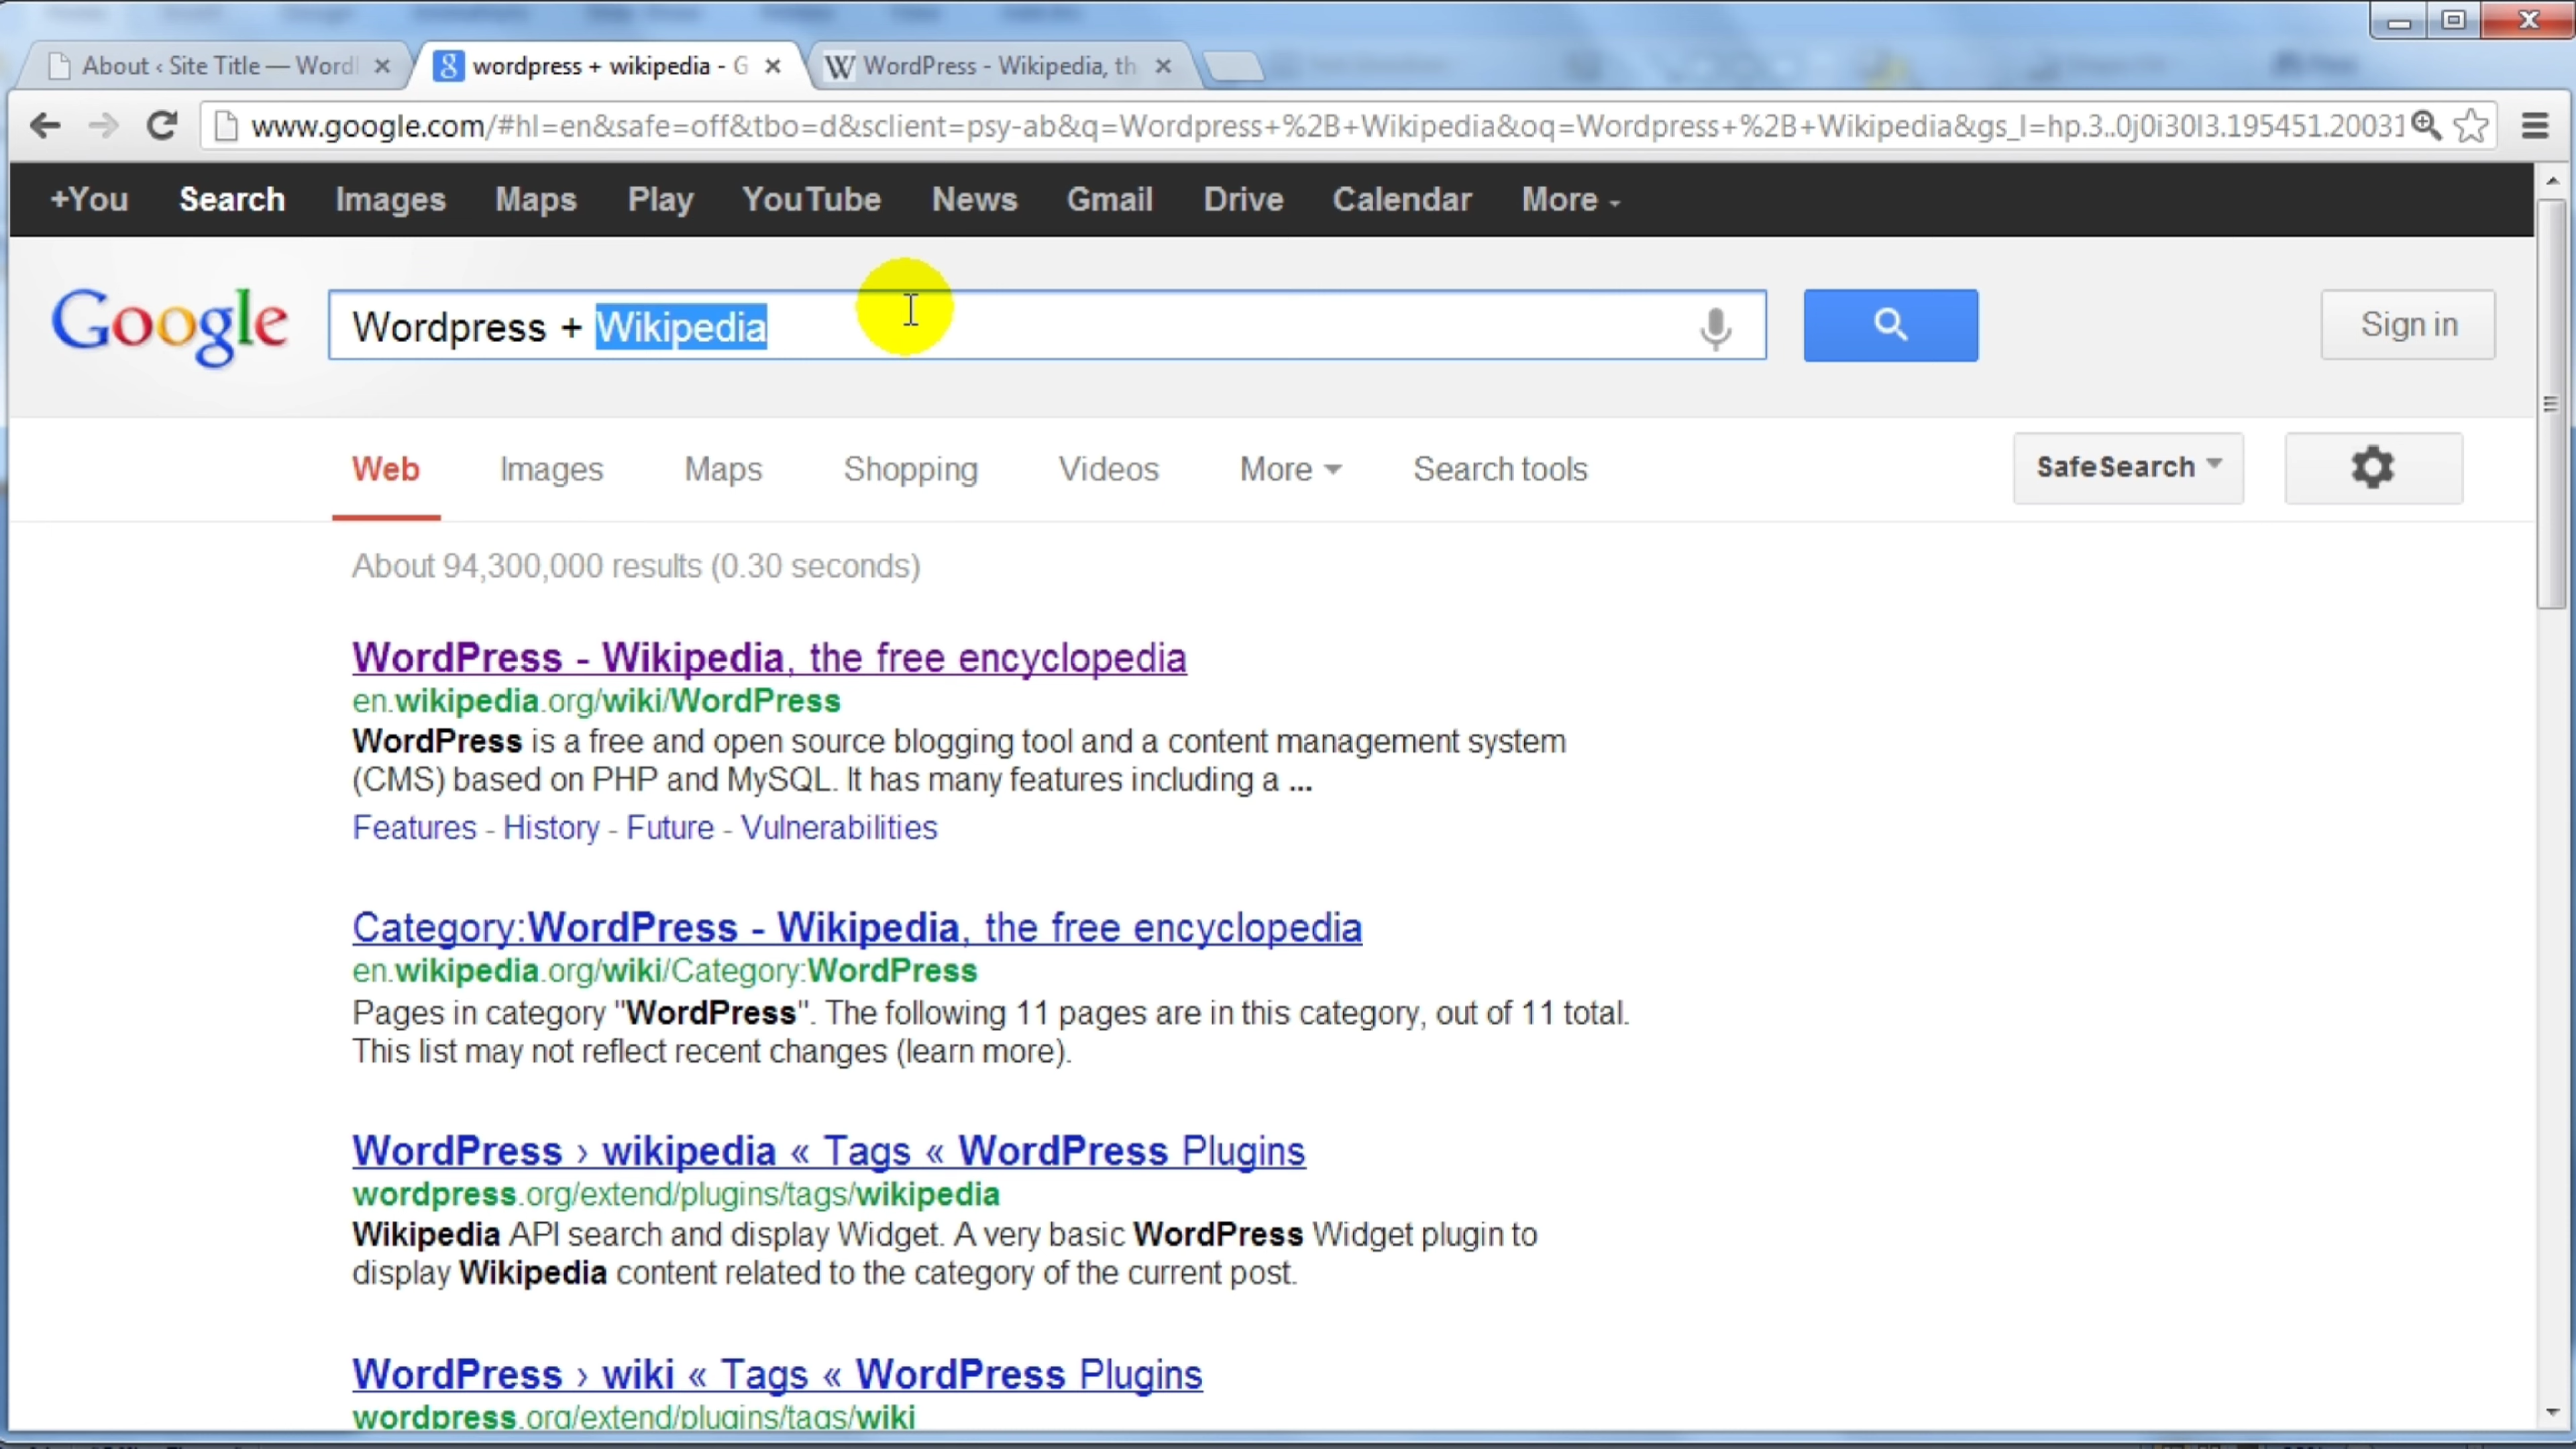 About ‹ Site Title — Word
wordpress + wikipedia - G
WordPress - Wikipedia, th
www.google.com/#hl=en&safe=off&tbo=d&sclient=psy-ab&q=Wordpress+%2B+Wikipedia&oq=Wordpress+%2B+Wikipedia&gs_l=hp.3..0j0i30l3.195451.20031
+You Search Images Maps Play YouTube News Gmail Drive Calendar More
Google
Wordpress + Wikipedia
Sign in
Web Images Maps Shopping Videos More Search tools
SafeSearch
About 94,300,000 results (0.30 seconds)
WordPress - Wikipedia, the free encyclopedia
en.wikipedia.org/wiki/WordPress
WordPress is a free and open source blogging tool and a content management system
(CMS) based on PHP and MySQL. It has many features including a ...
Features - History - Future - Vulnerabilities
Category:WordPress - Wikipedia, the free encyclopedia
en.wikipedia.org/wiki/Category:WordPress
Pages in category "WordPress". The following 11 pages are in this category, out of 11 total.
This list may not reflect recent changes (learn more).
WordPress › wikipedia « Tags « WordPress Plugins
wordpress.org/extend/plugins/tags/wikipedia
Wikipedia API search and display Widget. A very basic WordPress Widget plugin to
display Wikipedia content related to the category of the current post.
WordPress › wiki « Tags « WordPress Plugins
wordpress.org/extend/plugins/tags/wiki